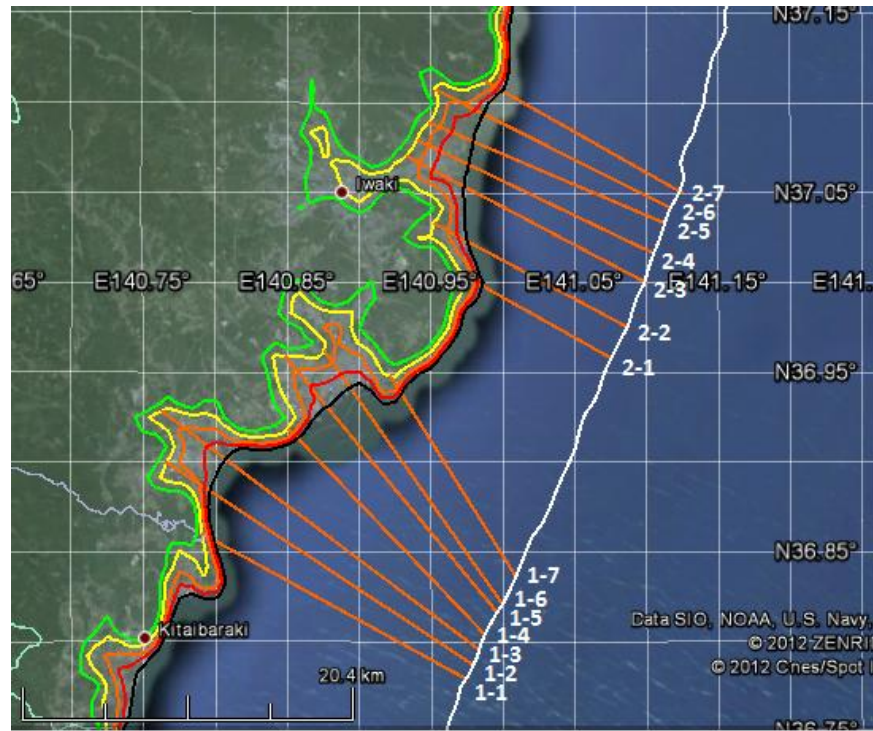 N37.15°
Iwaki
N37.05°
2-7
2-6
2-5
2-4
65° E140.75° E140.85° E140.95° E141.05° E141.15° E141.
2-3
2-2
2-1
N36.95°
N36.85°
1-7
1-6
1-5
1-4
1-3
1-2
1-1
Kitaibaraki
20.4 km
Data SIO, NOAA, U.S. Navy,
© 2012 ZENRI
© 2012 Cnes/Spot I
N36.75°